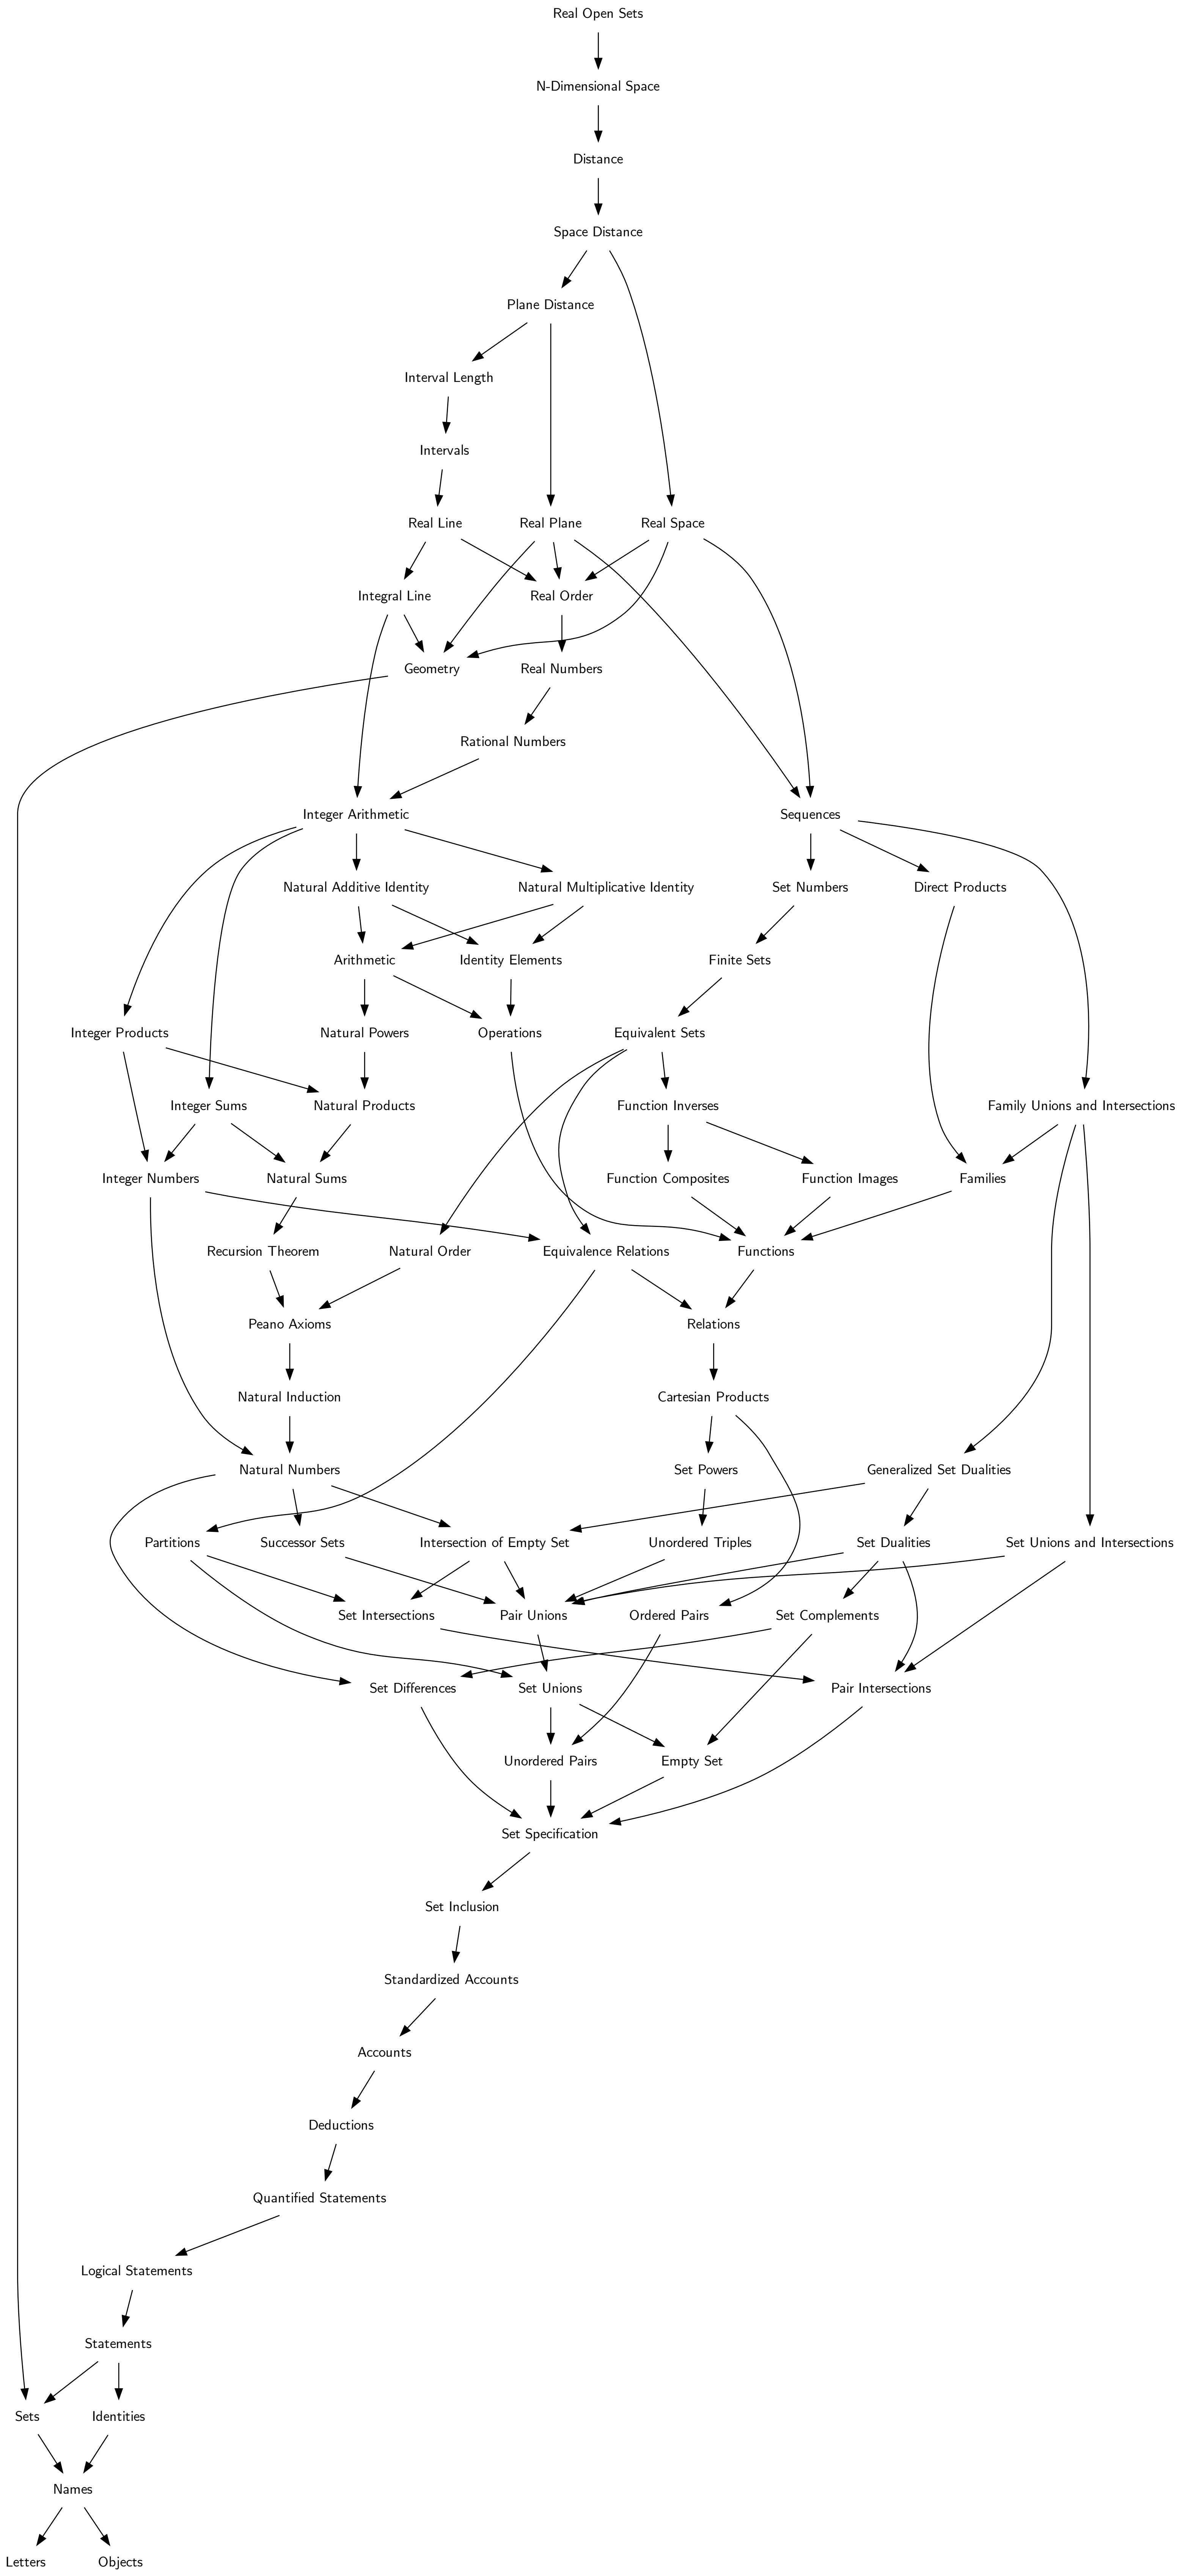 Real Open Sets
N-Dimensional Space
Distance
Space Distance
Plane Distance
Interval Length
Intervals
Real Line
Real Plane
Real Space
Integral Line
Real Order
Geometry
Real Numbers
Rational Numbers
Integer Arithmetic
Sequences
Natural Additive Identity
Natural Multiplicative Identity
Set Numbers
Direct Products
Arithmetic
Identity Elements
Finite Sets
Integer Products
Natural Powers
Operations
Equivalent Sets
Integer Sums
Natural Products
Function Inverses
Family Unions and Intersections
Integer Numbers
Natural Sums
Function Composites
Function Images
Families
Recursion Theorem
Natural Order
Equivalence Relations
Functions
Peano Axioms
Relations
Natural Induction
Cartesian Products
Natural Numbers
Set Powers
Generalized Set Dualities
Partitions
Successor Sets
Intersection of Empty Set
Unordered Triples
Set Dualities
Set Unions and Intersections
Set Intersections
Pair Unions
Ordered Pairs
Set Complements
Set Differences
Set Unions
Pair Intersections
Unordered Pairs
Empty Set
Set Specification
Set Inclusion
Standardized Accounts
Accounts
Deductions
Quantified Statements
Logical Statements
Statements
Sets
Identities
Names
Letters
Objects